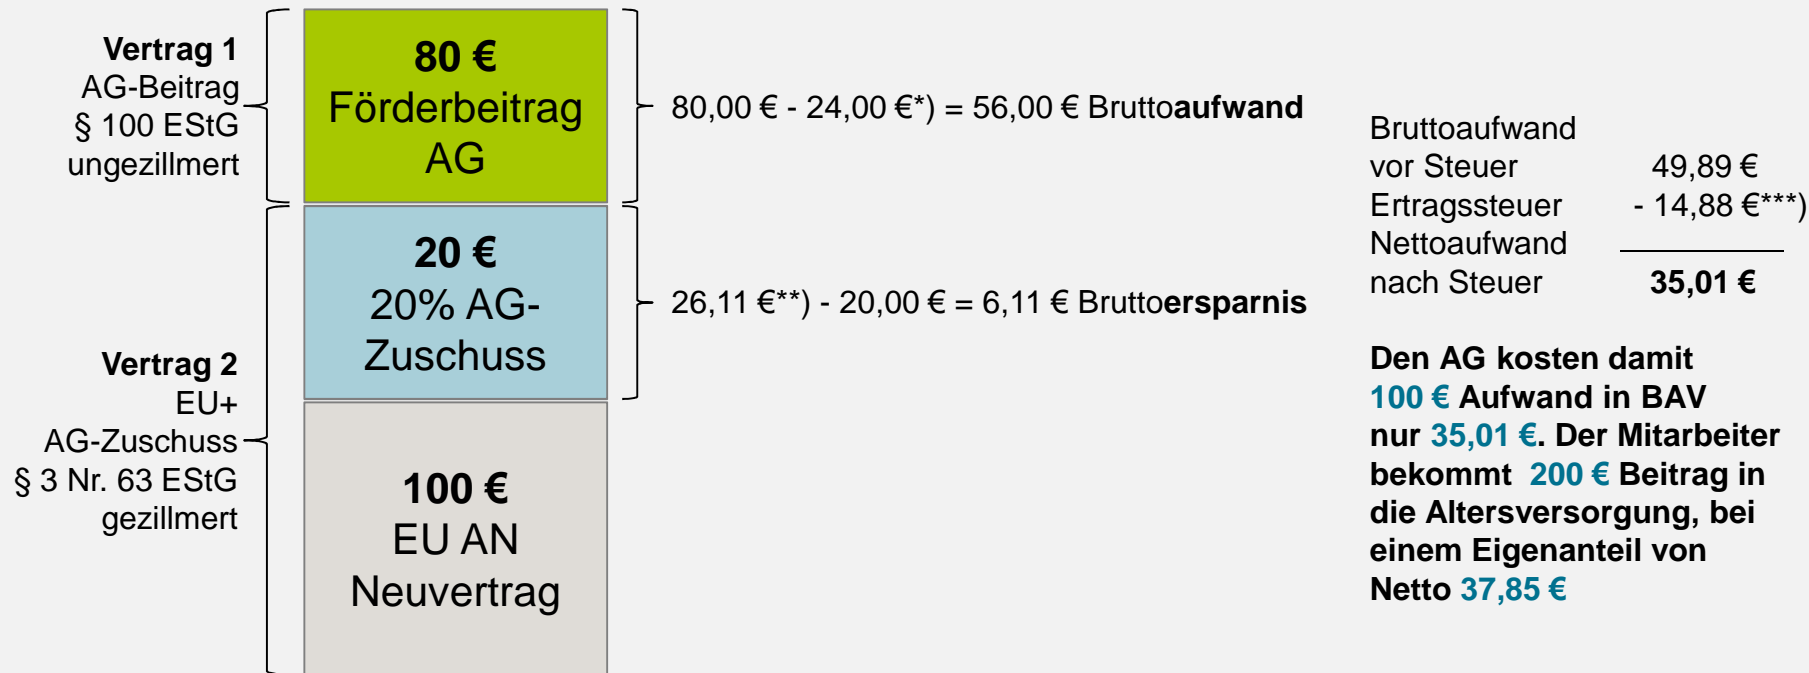 Vertrag 1
AG-Beitrag
§ 100 EStG
ungezillmert
80 €
Förderbeitrag
AG
80,00 € - 24,00 €*) = 56,00 € Bruttoaufwand
20 €
20% AG-
Zuschuss
26,11 €**) - 20,00 € = 6,11 € Bruttoersparnis
Vertrag 2
EU+
AG-Zuschuss
§ 3 Nr. 63 EStG
gezillmert
100 €
EU AN
Neuvertrag
Bruttoaufwand
vor Steuer 49,89 €
Ertragssteuer - 14,88 €***)
Nettoaufwand
nach Steuer 35,01 €
Den AG kosten damit
100 € Aufwand in BAV
nur 35,01 €. Der Mitarbeiter
bekommt 200 € Beitrag in
die Altersversorgung, bei
einem Eigenanteil von
Netto 37,85 €